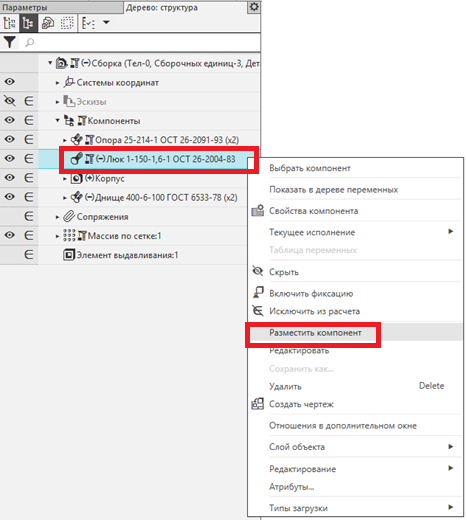 Параметры
Дерево: структура
(-)Сборка (Тел-0, Сборочных единиц-3, Дет
Системы координат
Эскизы
Компоненты
Опора 25-214-1 ОСТ 26-2091-93 (x2)
(-)Люк 1-150-1,6-1 ОСТ 26-2004-83
(+)Корпус
(-)Днище 400-6-100 ГОСТ 6533-78 (x2)
Сопряжения
Массив по сетке:1
Элемент выдавливания:1
Выбрать компонент
Показать в дереве переменных
Свойства компонента
Текущее исполнение
Таблица переменных
Скрыть
Включить фиксацию
Исключить из расчета
Разместить компонент
Редактировать
Сохранить как...
Удалить Delete
Создать чертеж
Отношения в дополнительном окне
Слой объекта
Редактирование
Атрибуты...
Типы загрузки